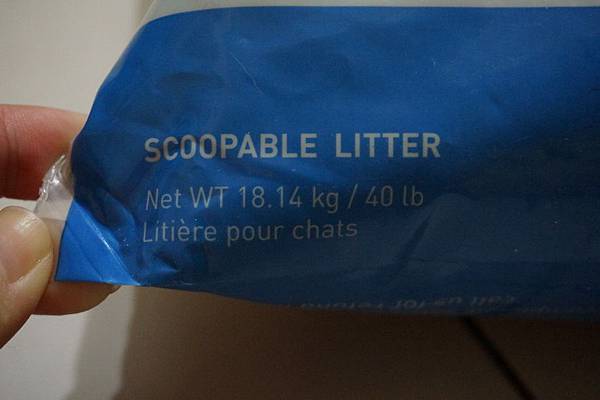 SCOOPABLE LITTER
Net WT 18.14 kg / 40 lb
Litière pour chats